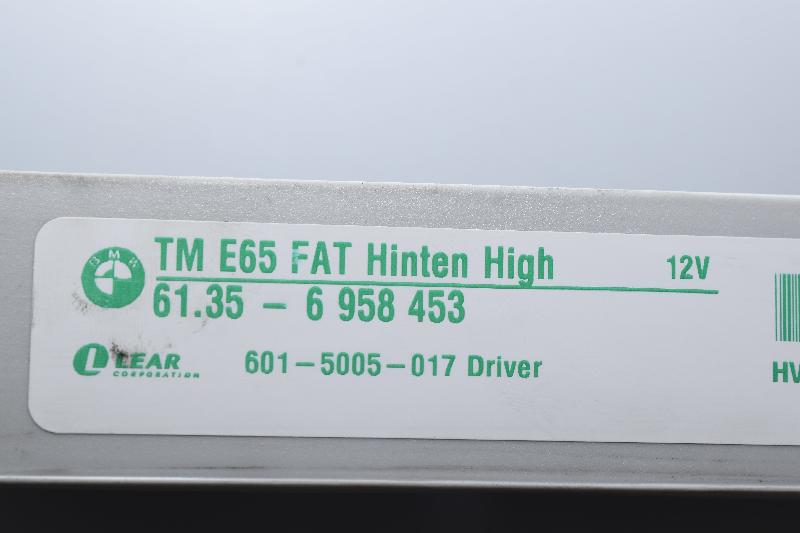 BMW
TM E65 FAT Hinten High 12V
61.35 - 6 958 453
LEAR
CORPORATION
601-5005-017 Driver
HV